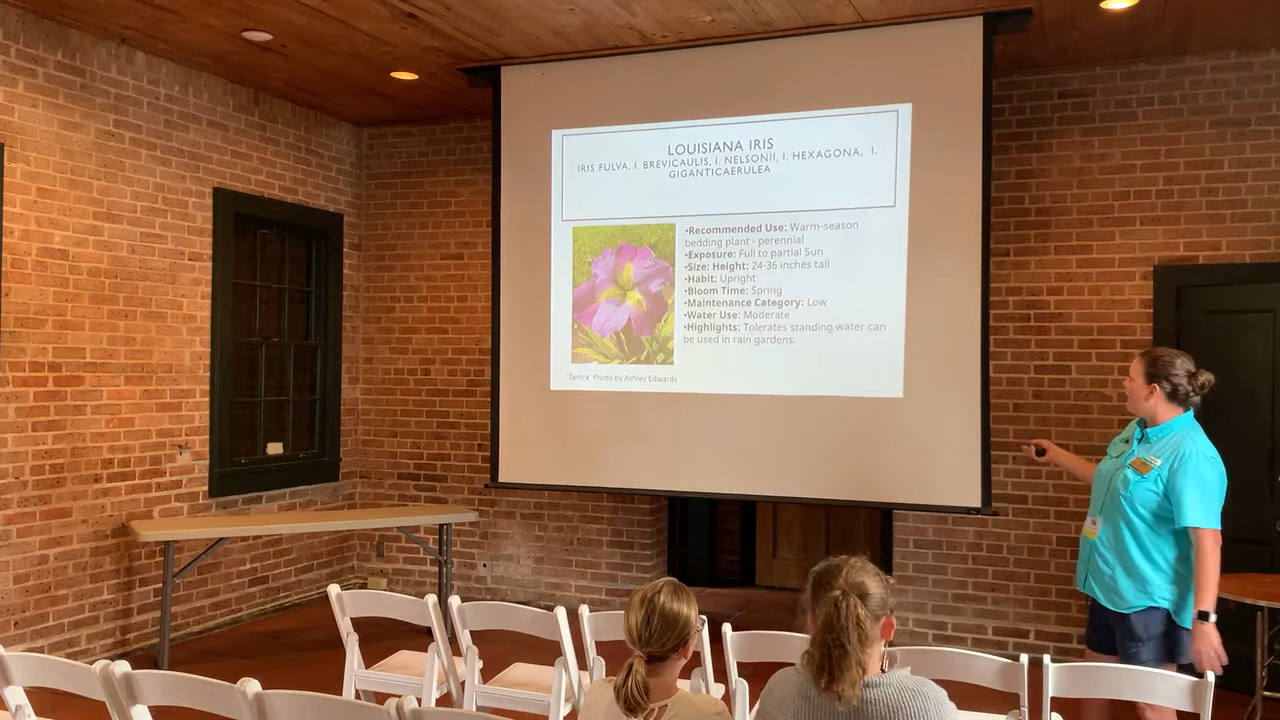 LOUISIANA IRIS
IRIS FULVA, I. BREVICAULIS, I. NELSONII, I. HEXAGONA, I.
GIGANTICAERULEA
•Recommended Use: Warm-season
bedding plant - perennial
•Exposure: Full to partial Sun
•Size: Height: 24-36 inches tall
•Habit: Upright
•Bloom Time: Spring
•Maintenance Category: Low
•Water Use: Moderate
•Highlights: Tolerates standing water can
be used in rain gardens.
'Tantra' Photo by Ashley Edwards